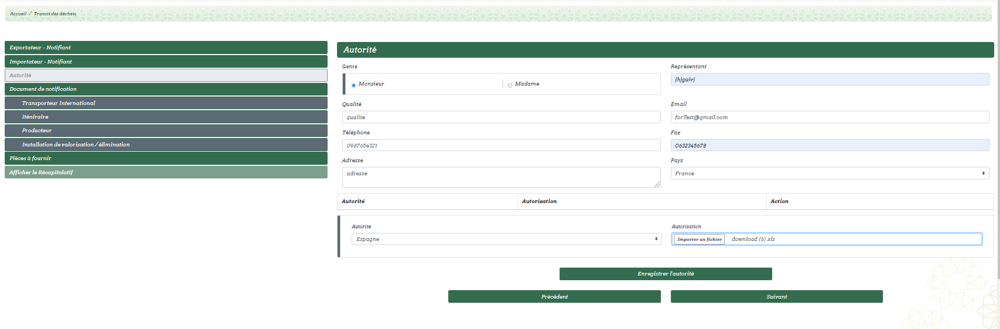 Accueil / Transit des déchets
Exportateur - Notifiant
Importateur - Notifiant
Autorité
Document de notification
Transporteur International
Iténiraire
Producteur
Installation de valorisation / élimination
Pièces à fournir
Afficher le Récapitulatif
Autorité
Genre
Représentant
Monsieur
Madame
jhjguivj
Qualité
Email
qualite
forTest@gmail.com
Téléphone
Fax
0987654321
0632345678
Adresse
Pays
adresse
France
Autorité Autorisation Action
Autorité
Autorisation
Espagne
Importer un fichier download (6).xls
Enregistrer l'autorité
Précédent
Suivant